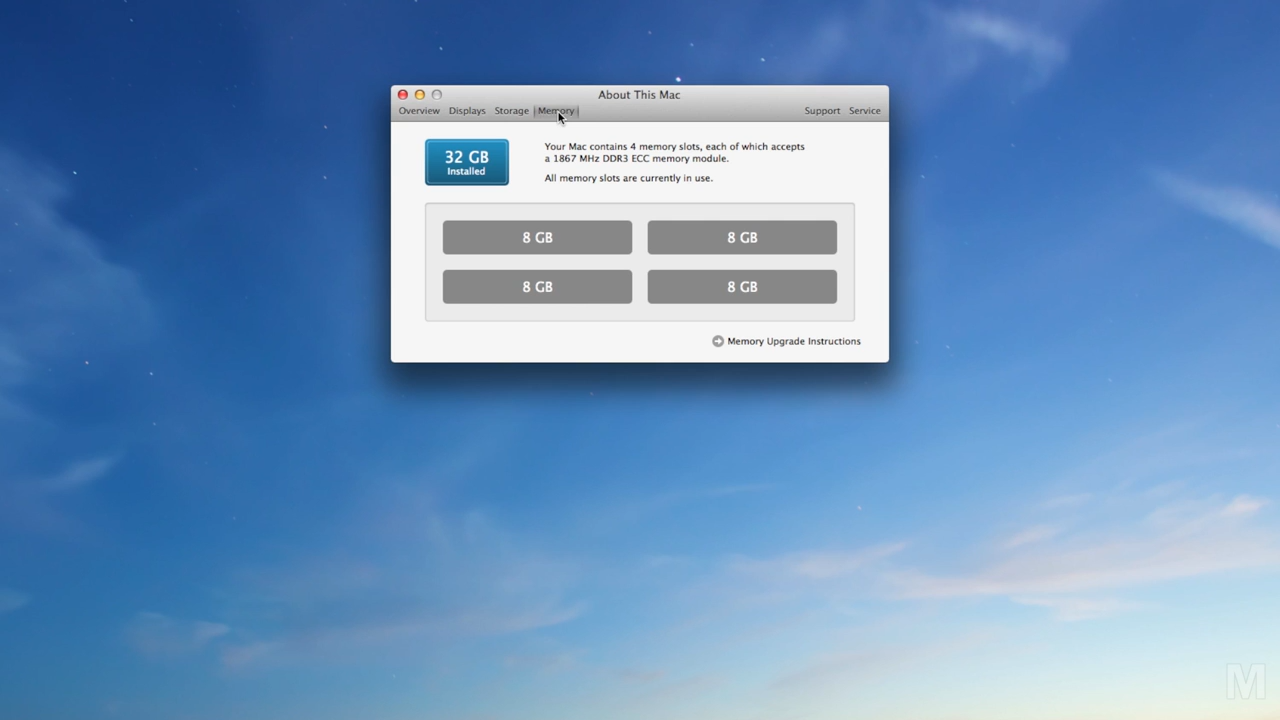 About This Mac
Overview Displays Storage Memory Support Service
32 GB
Installed
Your Mac contains 4 memory slots, each of which accepts
a 1867 MHz DDR3 ECC memory module.
All memory slots are currently in use.
8 GB 8 GB
8 GB 8 GB
Memory Upgrade Instructions
M